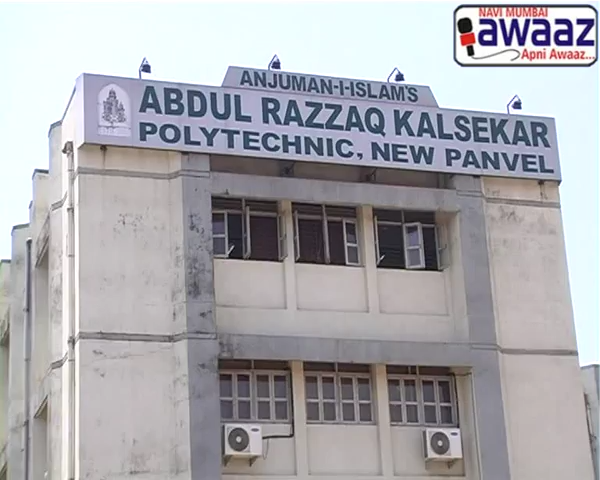 NAVI MUMBAI
awaaz
Apni Awaaz...
ANJUMAN-I-ISLAM'S
ABDUL RAZZAQ KALSEKAR
POLYTECHNIC, NEW PANVEL